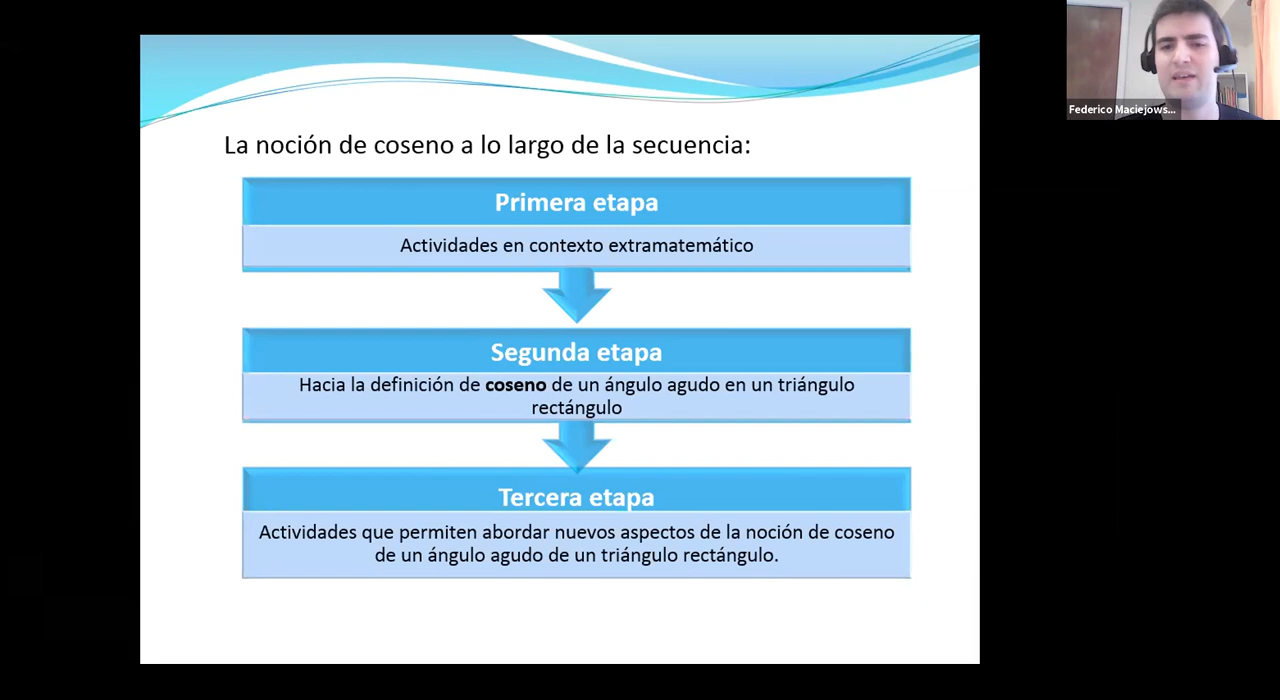 La noción de coseno a lo largo de la secuencia:
Primera etapa
Actividades en contexto extramatemático
Segunda etapa
Hacia la definición de coseno de un ángulo agudo en un triángulo
rectángulo
Tercera etapa
Actividades que permiten abordar nuevos aspectos de la noción de coseno
de un ángulo agudo de un triángulo rectángulo.
Federico Maciejows...